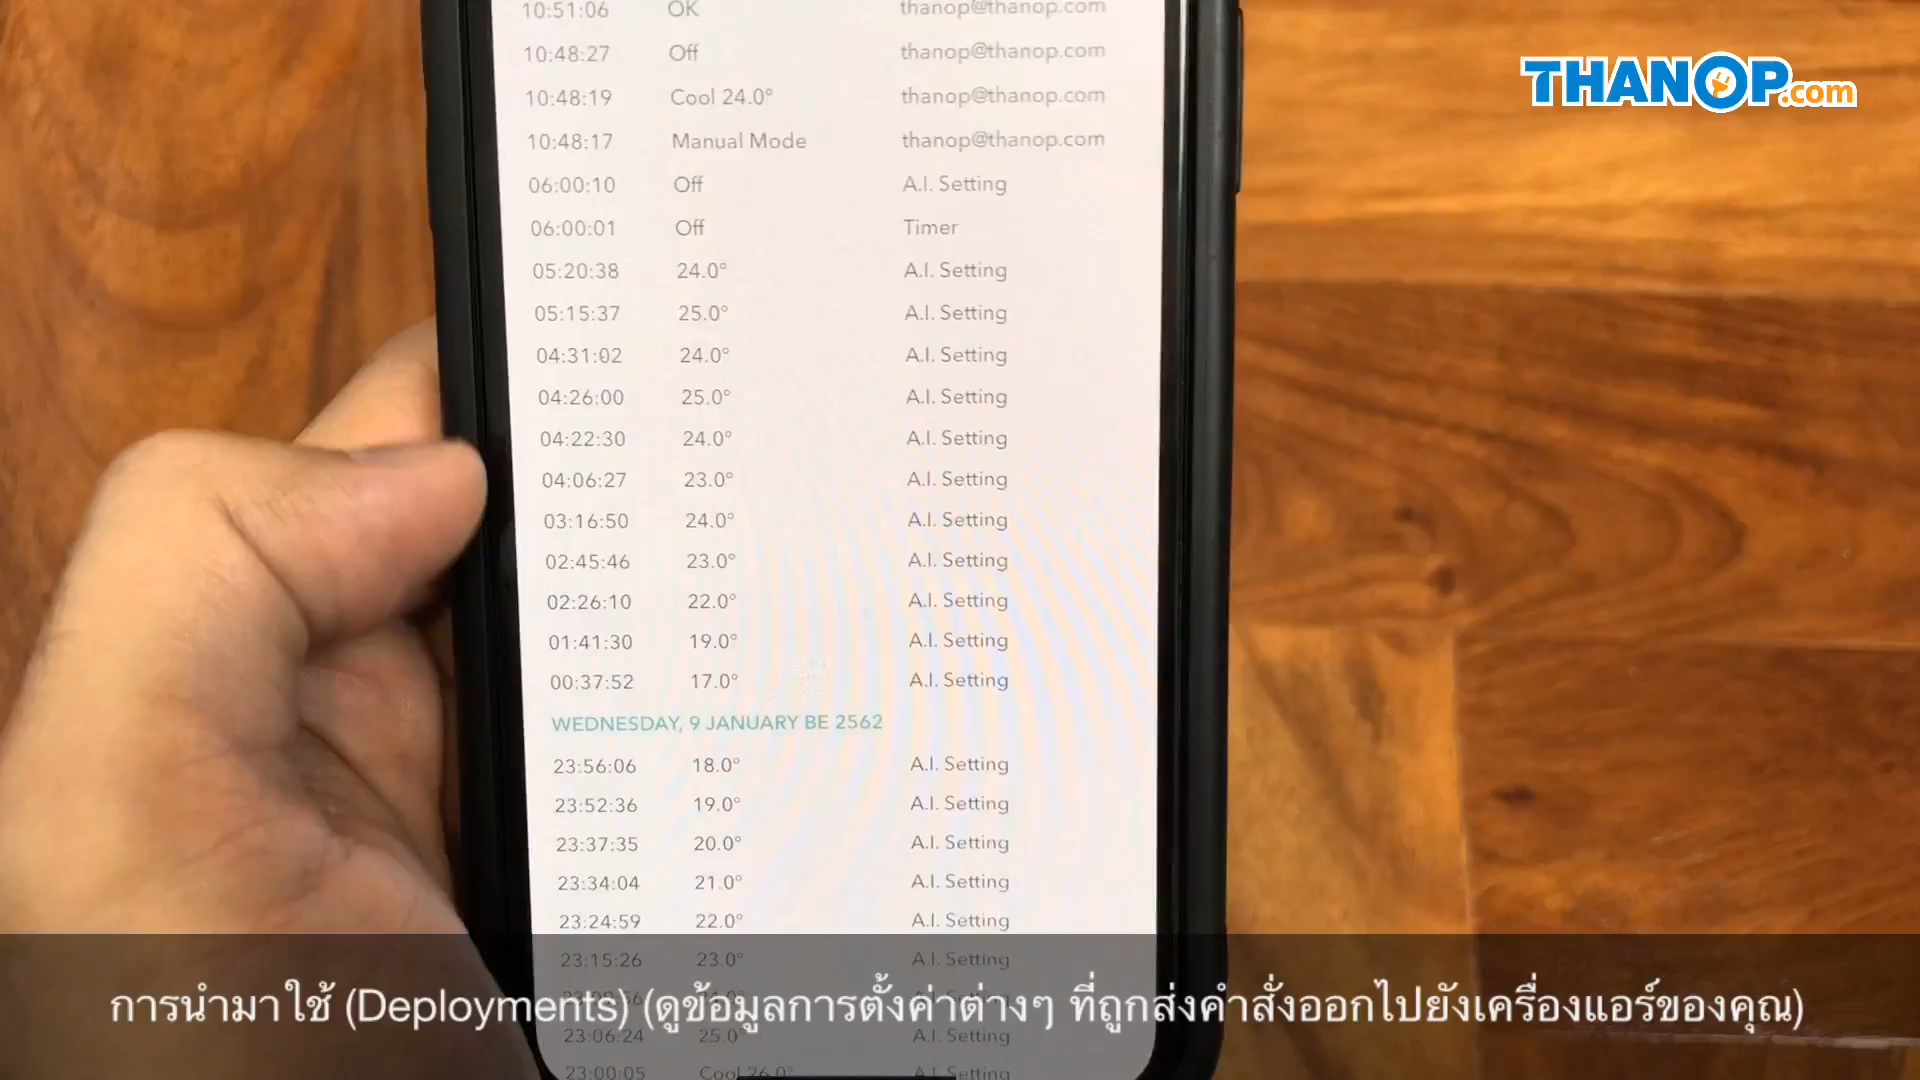 10:51:06 OK thanop@thanop.com
10:48:27 Off thanop@thanop.com
THANOP.com
10:48:19 Cool 24.0° thanop@thanop.com
10:48:17 Manual Mode thanop@thanop.com
06:00:10 Off A.I. Setting
06:00:01 Off Timer
05:20:38 24.0° A.I. Setting
05:15:37 25.0° A.I. Setting
04:31:02 24.0° A.I. Setting
04:26:00 25.0° A.I. Setting
04:22:30 24.0° A.I. Setting
04:06:27 23.0° A.I. Setting
03:16:50 24.0° A.I. Setting
02:45:46 23.0° A.I. Setting
02:26:10 22.0° A.I. Setting
01:41:30 19.0° A.I. Setting
00:37:52 17.0° A.I. Setting
WEDNESDAY, 9 JANUARY BE 2562
23:56:06 18.0° A.I. Setting
23:52:36 19.0° A.I. Setting
23:37:35 20.0° A.I. Setting
23:34:04 21.0° A.I. Setting
23:24:59 22.0° A.I. Setting
23:15:26 23.0° A.I. Setting
การนำมาใช้ (Deployments) (ดูข้อมูลการตั้งค่าต่างๆ ที่ถูกส่งคำสั่งออกไปยังเครื่องแอร์ของคุณ)
23:06:24 25.0° A.I. Setting
23:00:05 Cool 26.0° A.I. Setting